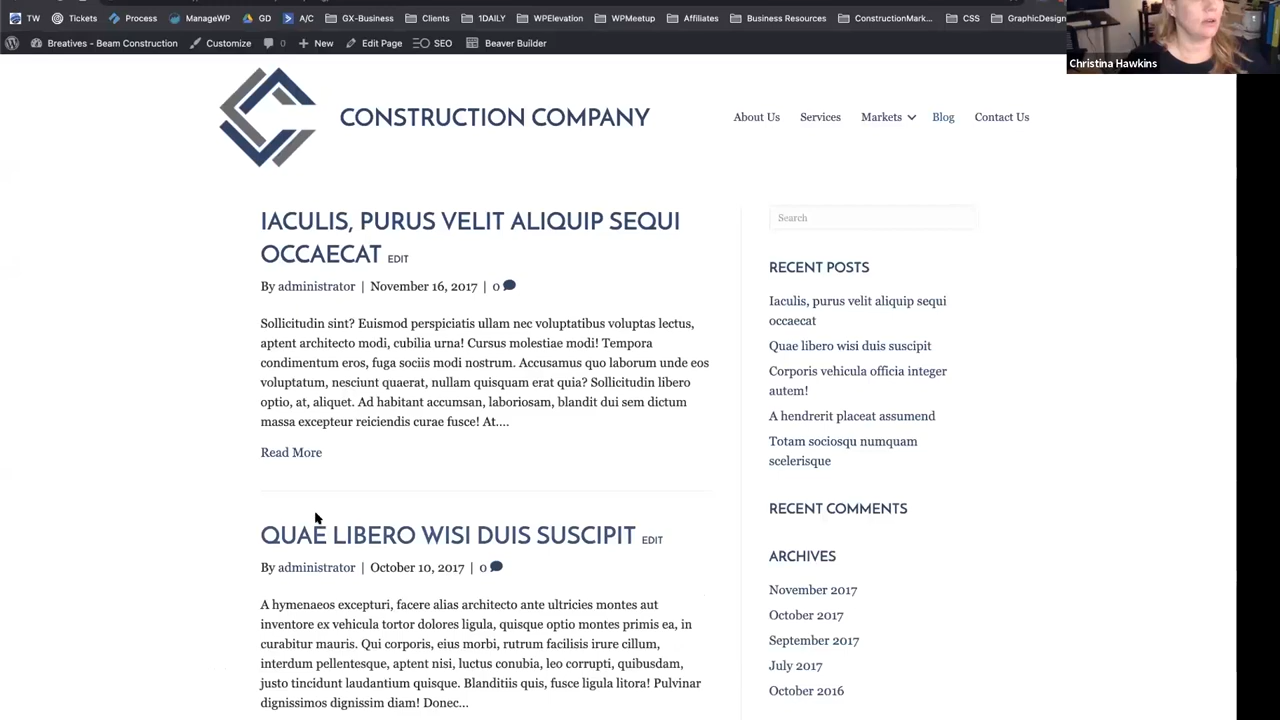 TW Tickets Process ManageWP GD A/C GX-Business Clients 1DAILY WPElevation WPMeetup Affiliates Business Resources ConstructionMark... CSS GraphicDesign
Breatives - Beam Construction Customize 0 New Edit Page SEO Beaver Builder
Christina Hawkins
CONSTRUCTION COMPANY
About Us Services Markets Blog Contact Us
IACULIS, PURUS VELIT ALIQUIP SEQUI
OCCAECAT EDIT
By administrator | November 16, 2017 | 0
Sollicitudin sint? Euismod perspiciatis ullam nec voluptatibus voluptas lectus,
aptent architecto modi, cubilia urna! Cursus molestiae modi! Tempora
condimentum eros, fuga sociis modi nostrum. Accusamus quo laborum unde eos
voluptatum, nesciunt quaerat, nullam quisquam erat quia? Sollicitudin libero
optio, at, aliquet. Ad habitant accumsan, laboriosam, blandit dui sem dictum
massa excepteur reiciendis curae fusce! At....
Read More
QUAE LIBERO WISI DUIS SUSCIPIT EDIT
By administrator | October 10, 2017 | 0
A hymenaeos excepturi, facere alias architecto ante ultricies montes aut
inventore ex vehicula tortor dolores ligula, quisque optio montes primis ea, in
curabitur mauris. Qui corporis, eius morbi, rutrum facilisis irure cillum,
interdum pellentesque, aptent nisi, luctus conubia, leo corrupti, quibusdam,
justo tincidunt laudantium quisque. Blanditiis quis, fusce ligula litora! Pulvinar
dignissimos dignissim diam! Donec...
Search
RECENT POSTS
Iaculis, purus velit aliquip sequi
occaecat
Quae libero wisi duis suscipit
Corporis vehicula officia integer
autem!
A hendrerit placeat assumend
Totam sociosqu numquam
scelerisque
RECENT COMMENTS
ARCHIVES
November 2017
October 2017
September 2017
July 2017
October 2016